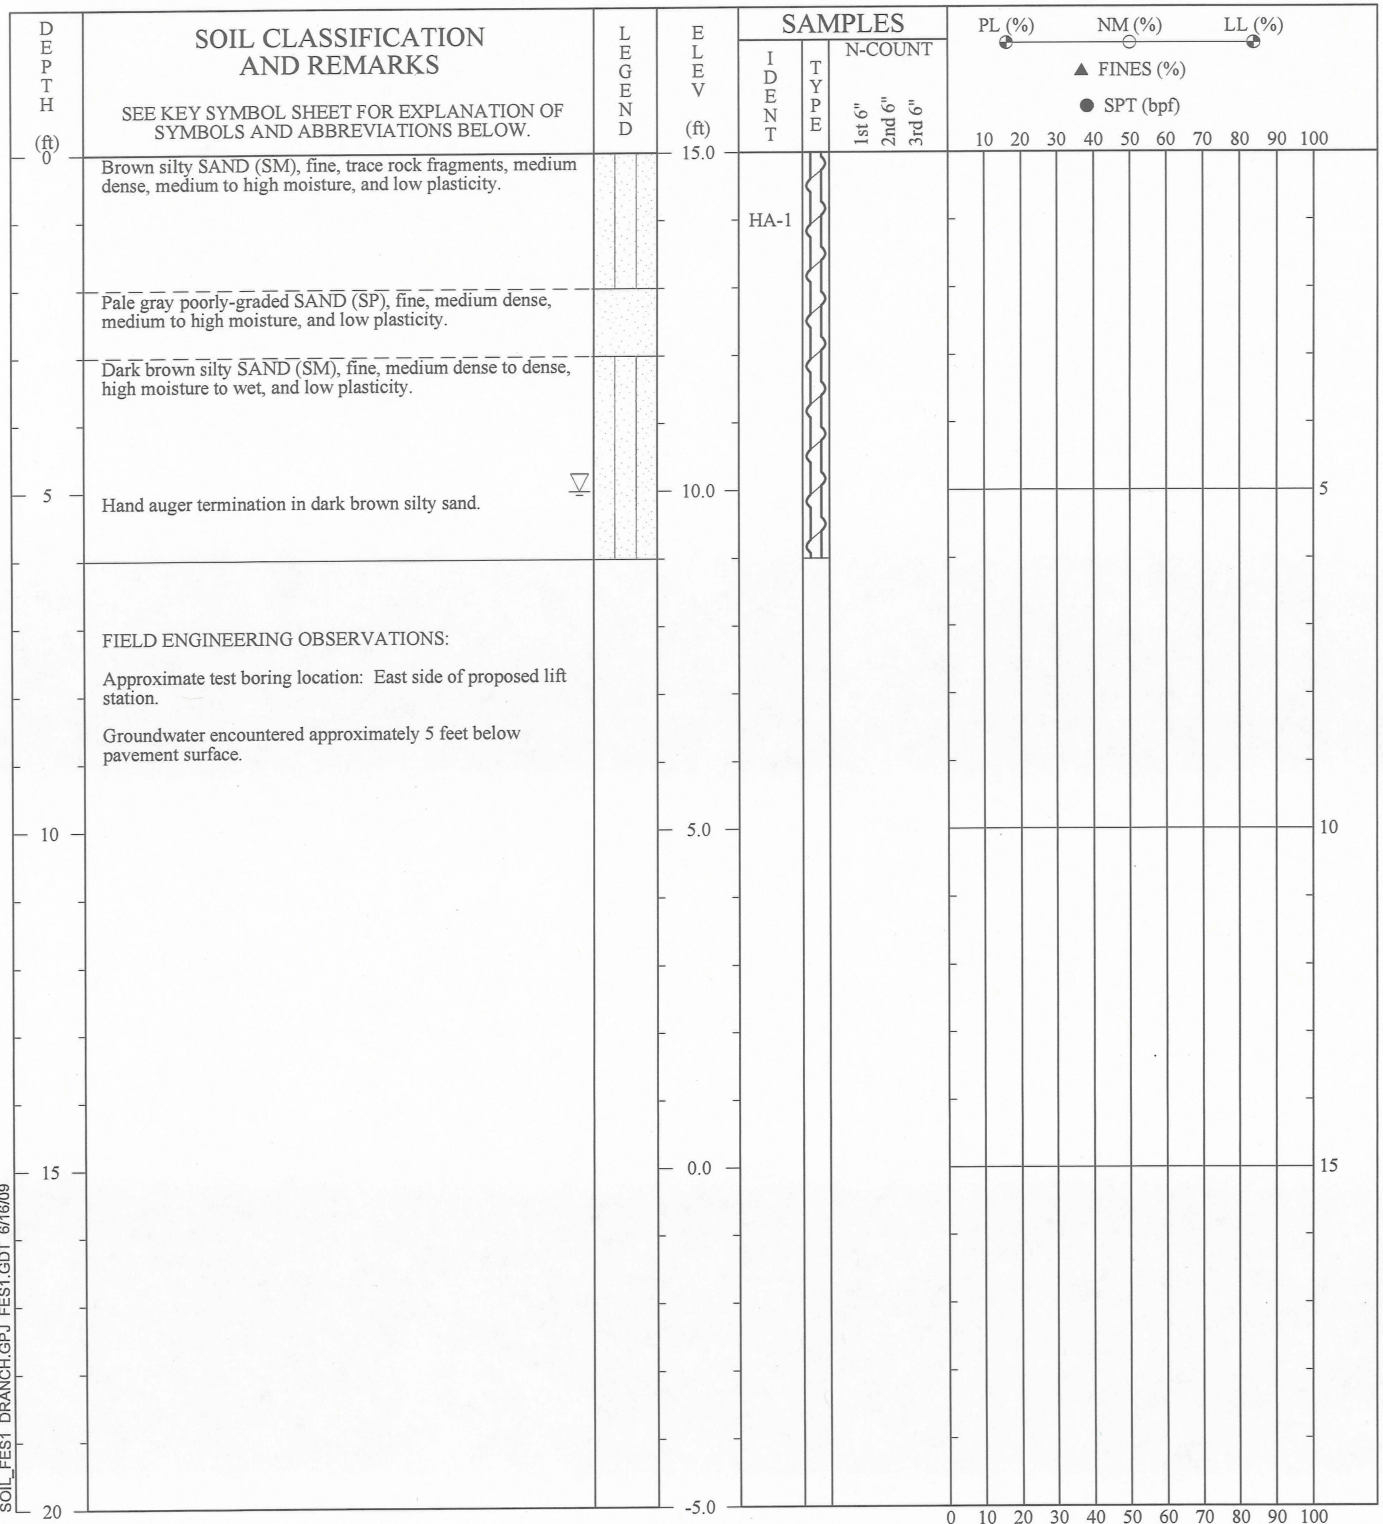 DEPTH (ft)
SOIL CLASSIFICATION
AND REMARKS
SEE KEY SYMBOL SHEET FOR EXPLANATION OF
SYMBOLS AND ABBREVIATIONS BELOW.
LEGEND
ELEV (ft)
SAMPLES
IDENT
TYPE
N-COUNT
1st 6"
2nd 6"
3rd 6"
PL (%) NM (%) LL (%)
▲ FINES (%)
● SPT (bpf)
10 20 30 40 50 60 70 80 90 100
0
15.0
Brown silty SAND (SM), fine, trace rock fragments, medium
dense, medium to high moisture, and low plasticity.
HA-1
Pale gray poorly-graded SAND (SP), fine, medium dense,
medium to high moisture, and low plasticity.
Dark brown silty SAND (SM), fine, medium dense to dense,
high moisture to wet, and low plasticity.
5
10.0
5
Hand auger termination in dark brown silty sand.
FIELD ENGINEERING OBSERVATIONS:
Approximate test boring location: East side of proposed lift
station.
Groundwater encountered approximately 5 feet below
pavement surface.
10
5.0
10
15
0.0
15
20
-5.0
0 10 20 30 40 50 60 70 80 90 100
SOIL_FES1 DRANCH.GPJ FES1.GDT 6/16/09